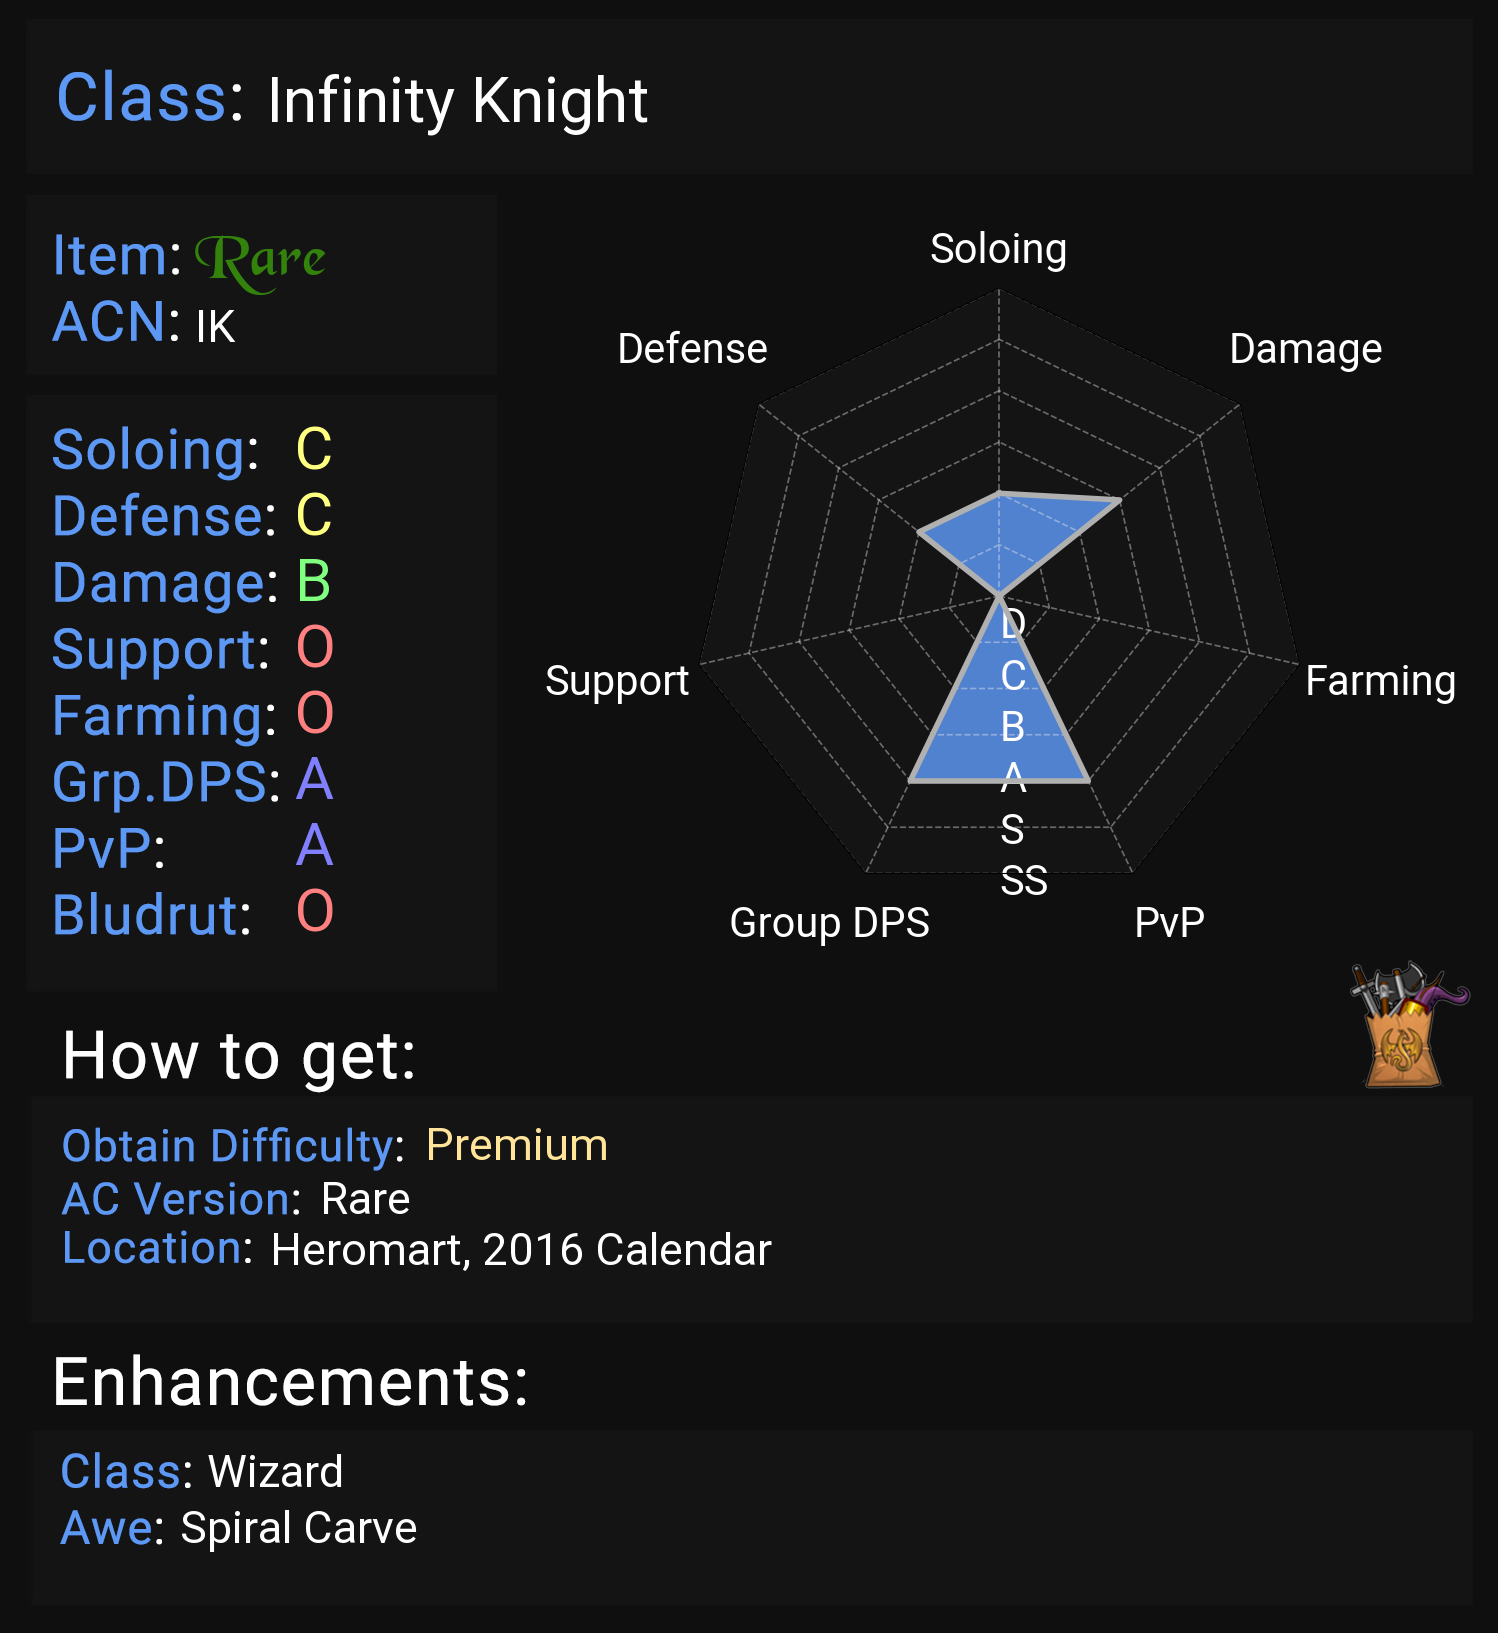 Class: Infinity Knight
Item: Rare
ACN: IK
Soloing: C
Defense: C
Damage: B
Support: O
Farming: O
Grp.DPS: A
PvP: A
Bludrut: O
Soloing
Defense
Damage
Support
Farming
Group DPS
PvP
D
C
B
A
S
SS
How to get:
Obtain Difficulty: Premium
AC Version: Rare
Location: Heromart, 2016 Calendar
Enhancements:
Class: Wizard
Awe: Spiral Carve